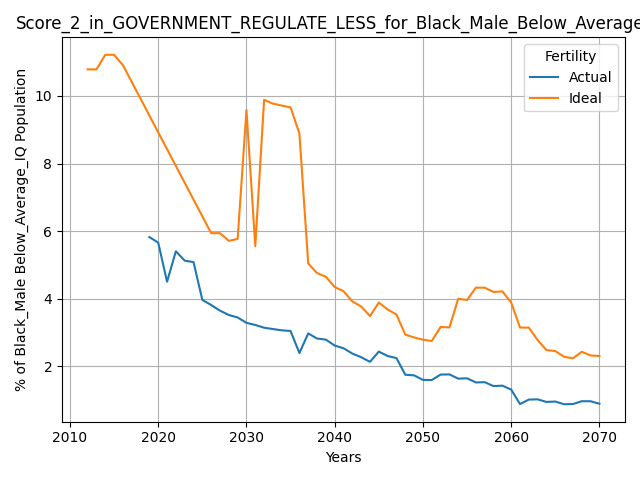 Score_2_in_GOVERNMENT_REGULATE_LESS_for_Black_Male_Below_Average
Fertility
Actual
Ideal
% of Black_Male Below_Average_IQ Population
10
8
6
4
2
2010 2020 2030 2040 2050 2060 2070
Years